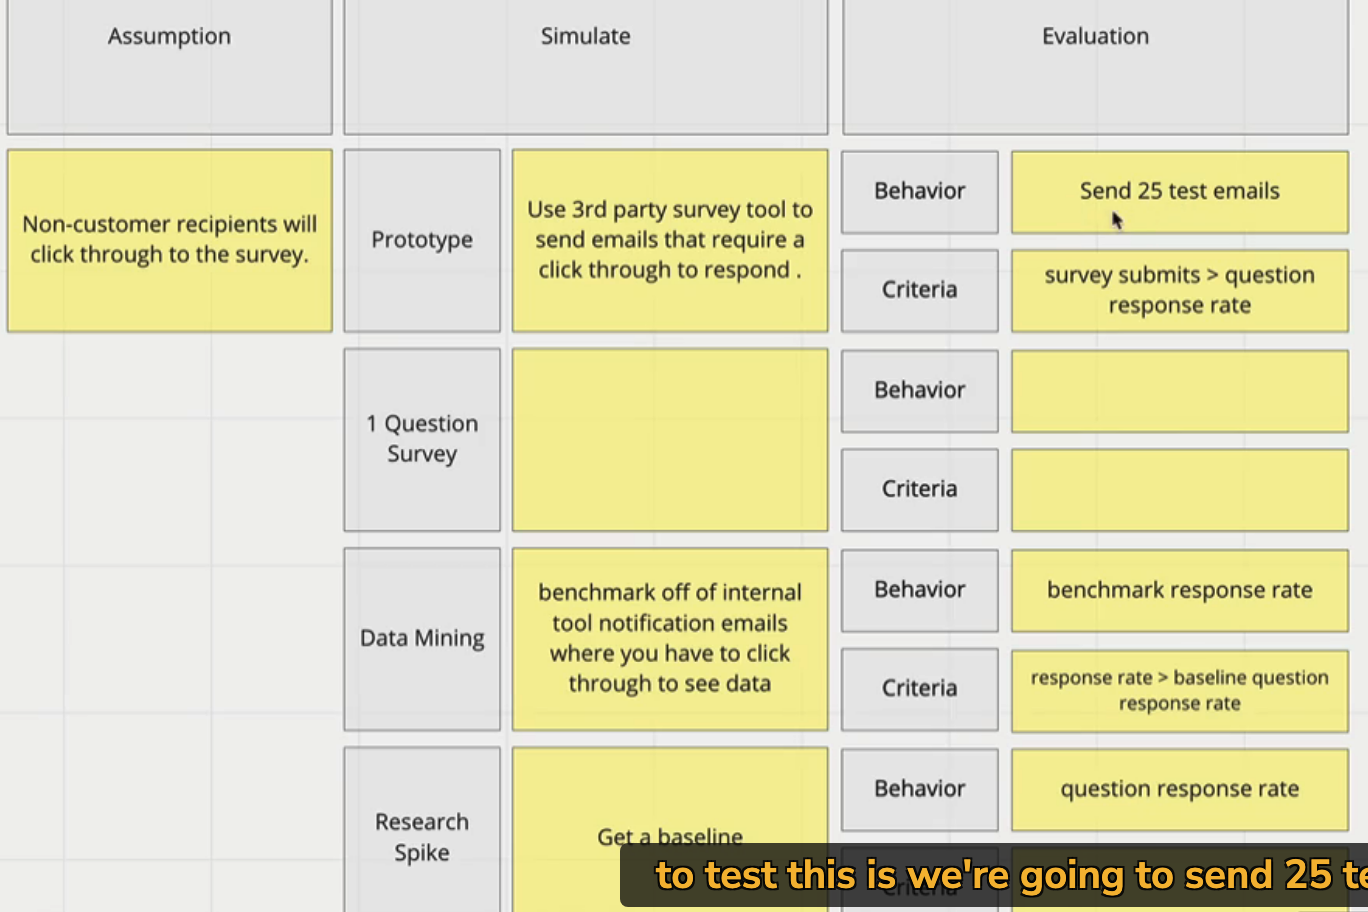 Assumption
Simulate
Evaluation
Non-customer recipients will
click through to the survey.
Prototype
Use 3rd party survey tool to
send emails that require a
click through to respond .
Behavior
Send 25 test emails
Criteria
survey submits > question
response rate
1 Question
Survey
Behavior
Criteria
Data Mining
benchmark off of internal
tool notification emails
where you have to click
through to see data
Behavior
benchmark response rate
Criteria
response rate > baseline question
response rate
Research
Spike
Get a baseline
Behavior
question response rate
Criteria
to test this is we're going to send 25 te